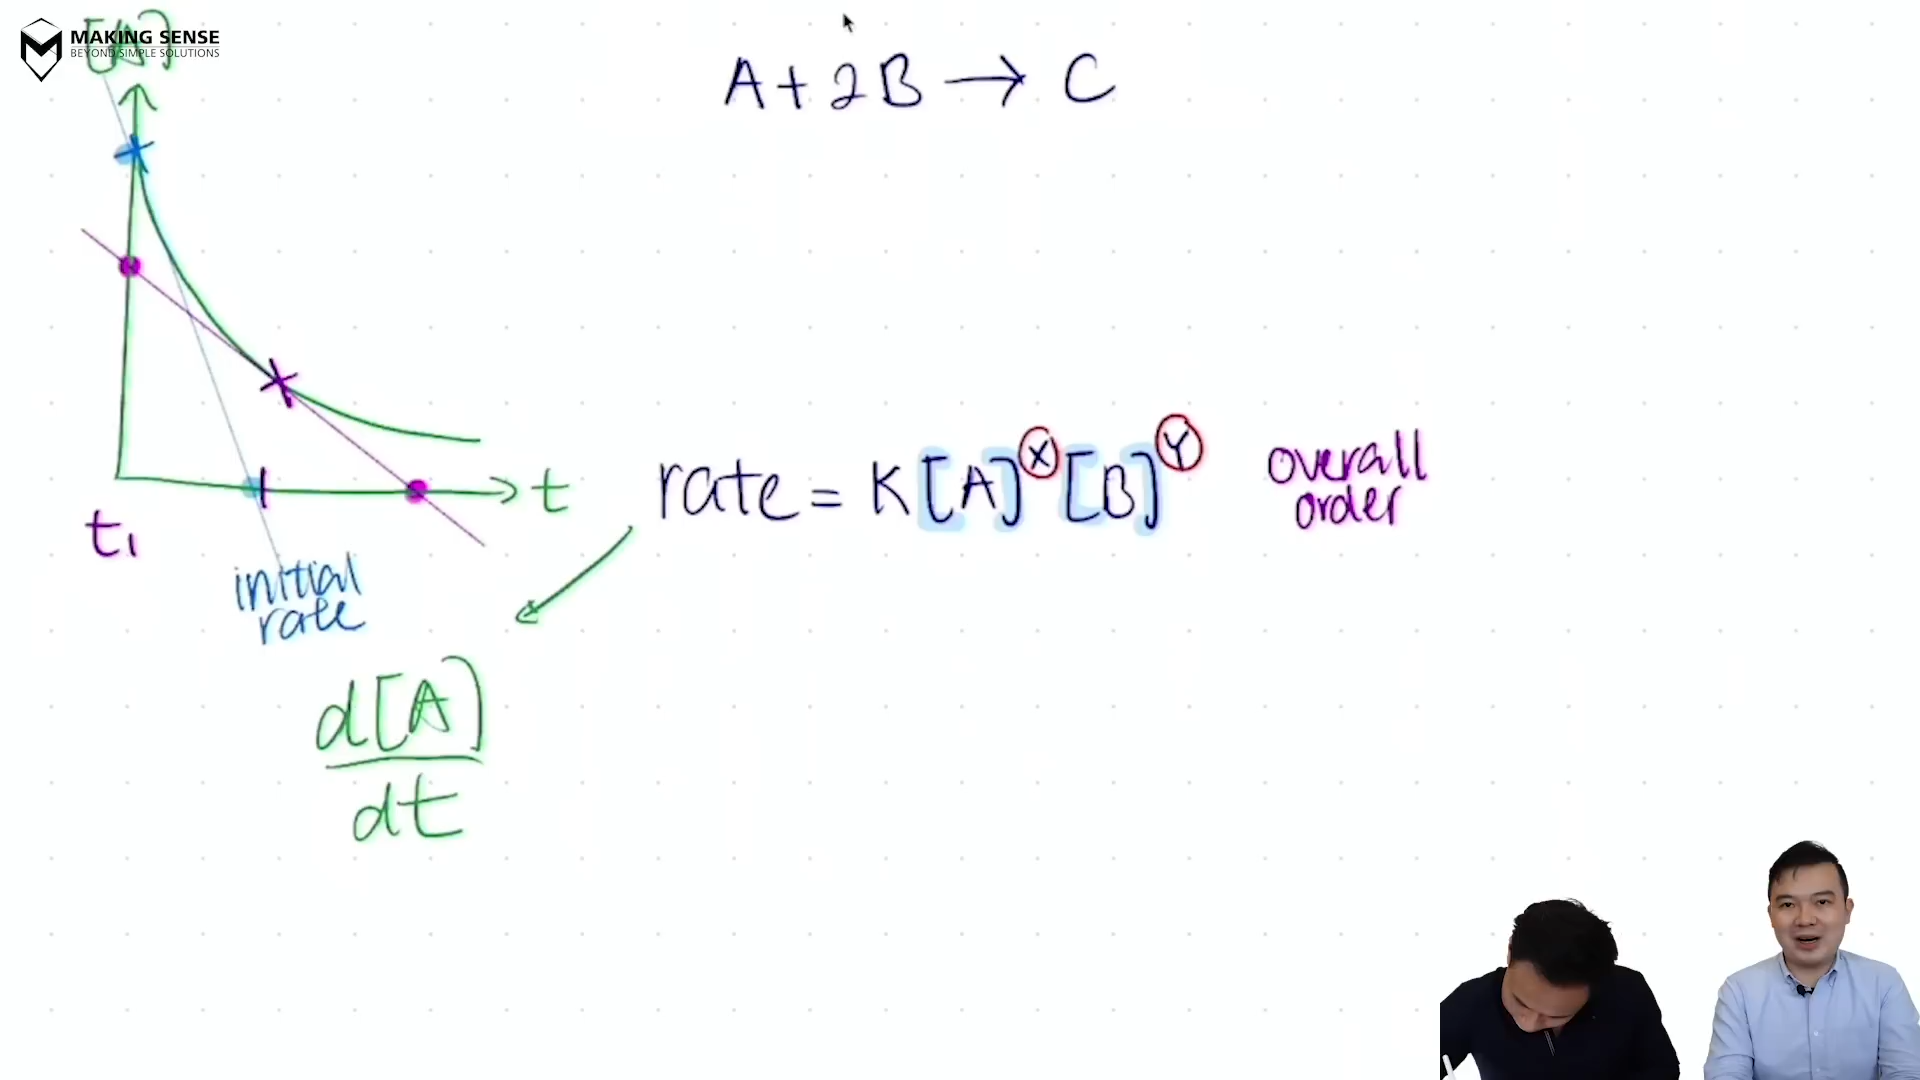 MAKING SENSE
BEYOND SIMPLE SOLUTIONS
[A]
A + 2B → C
t
t₁
initial
rate
rate = K[A]ˣ[B]ʸ
overall
order
d[A]
dt